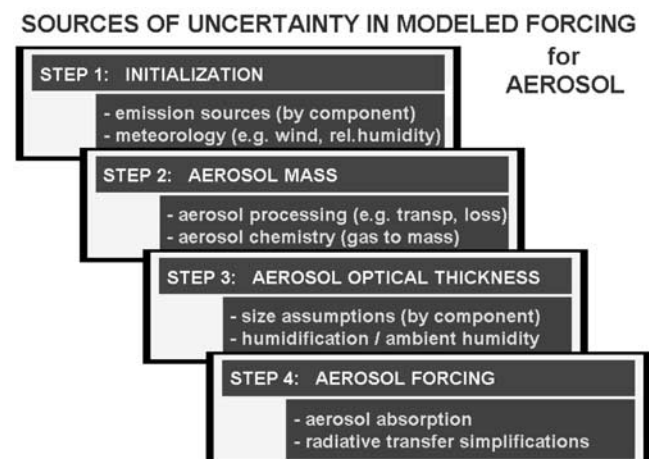 SOURCES OF UNCERTAINTY IN MODELED FORCING
for
AEROSOL
STEP 1: INITIALIZATION
- emission sources (by component)
- meteorology (e.g. wind, rel.humidity)
STEP 2: AEROSOL MASS
- aerosol processing (e.g. transp, loss)
- aerosol chemistry (gas to mass)
STEP 3: AEROSOL OPTICAL THICKNESS
- size assumptions (by component)
- humidification / ambient humidity
STEP 4: AEROSOL FORCING
- aerosol absorption
- radiative transfer simplifications